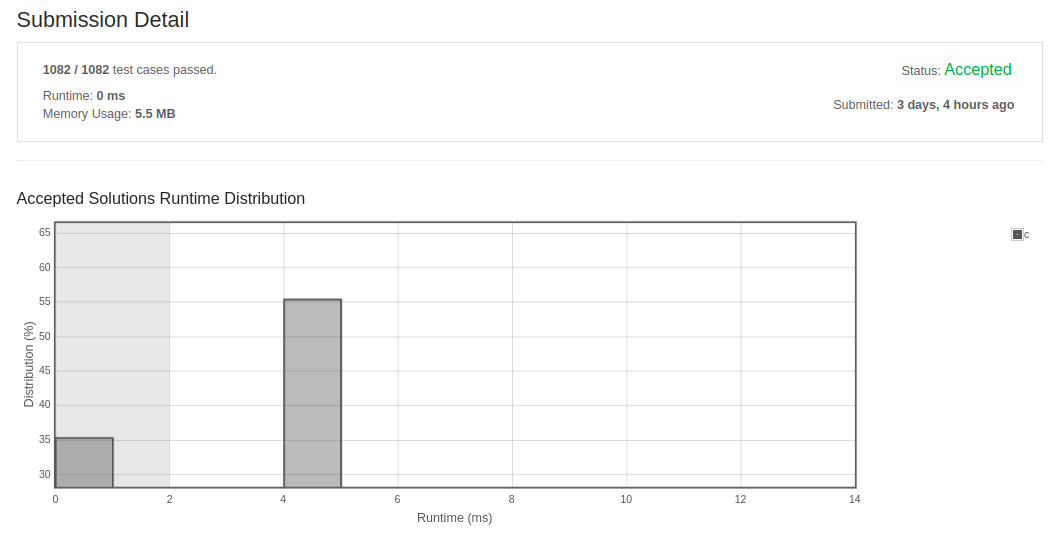 Submission Detail
1082 / 1082 test cases passed.
Status: Accepted
Runtime: 0 ms
Memory Usage: 5.5 MB
Submitted: 3 days, 4 hours ago
Accepted Solutions Runtime Distribution
65
60
55
50
45
40
35
30
Distribution (%)
0 2 4 6 8 10 12 14
Runtime (ms)
c